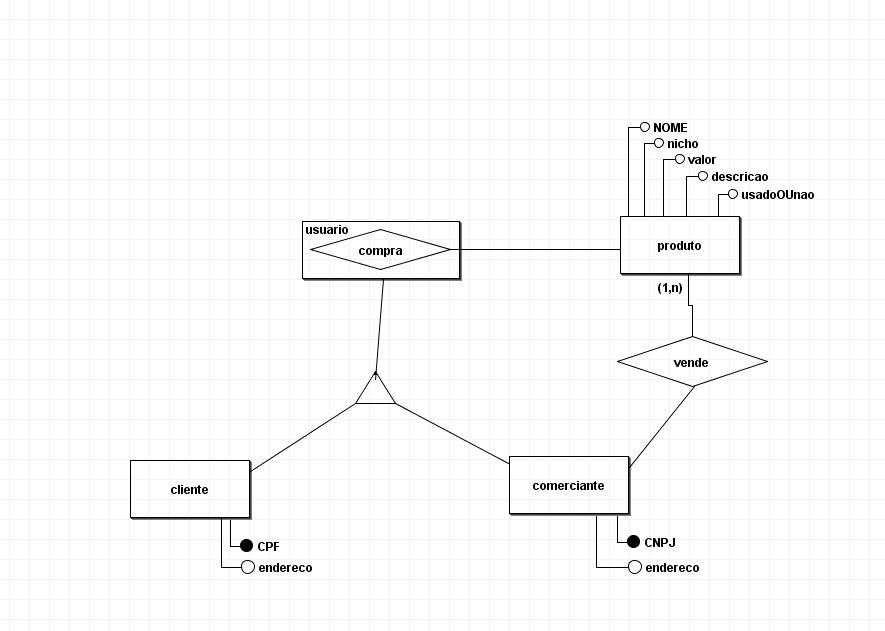 NOME
nicho
valor
descricao
usadoOUnao
usuario
compra
produto
(1,n)
vende
cliente
comerciante
CPF
endereco
CNPJ
endereco